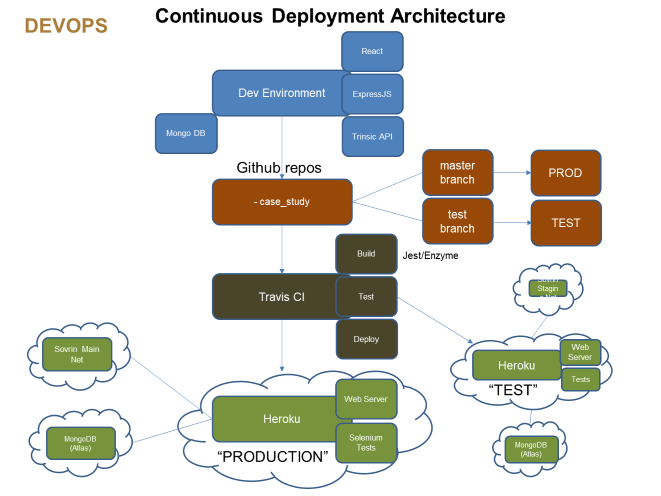 Continuous Deployment Architecture
DEVOPS
React
Dev Environment
ExpressJS
Mongo DB
Trinsic API
Github repos
master
branch
PROD
- case_study
test
branch
TEST
Build
Jest/Enzyme
Travis CI
Test
Deploy
Stagin
Sovrin Main
Net
Heroku
Web
Server
Tests
"TEST"
Heroku
Web Server
MongoDB
(Atlas)
Selenium
Tests
"PRODUCTION"
MongoDB
(Atlas)